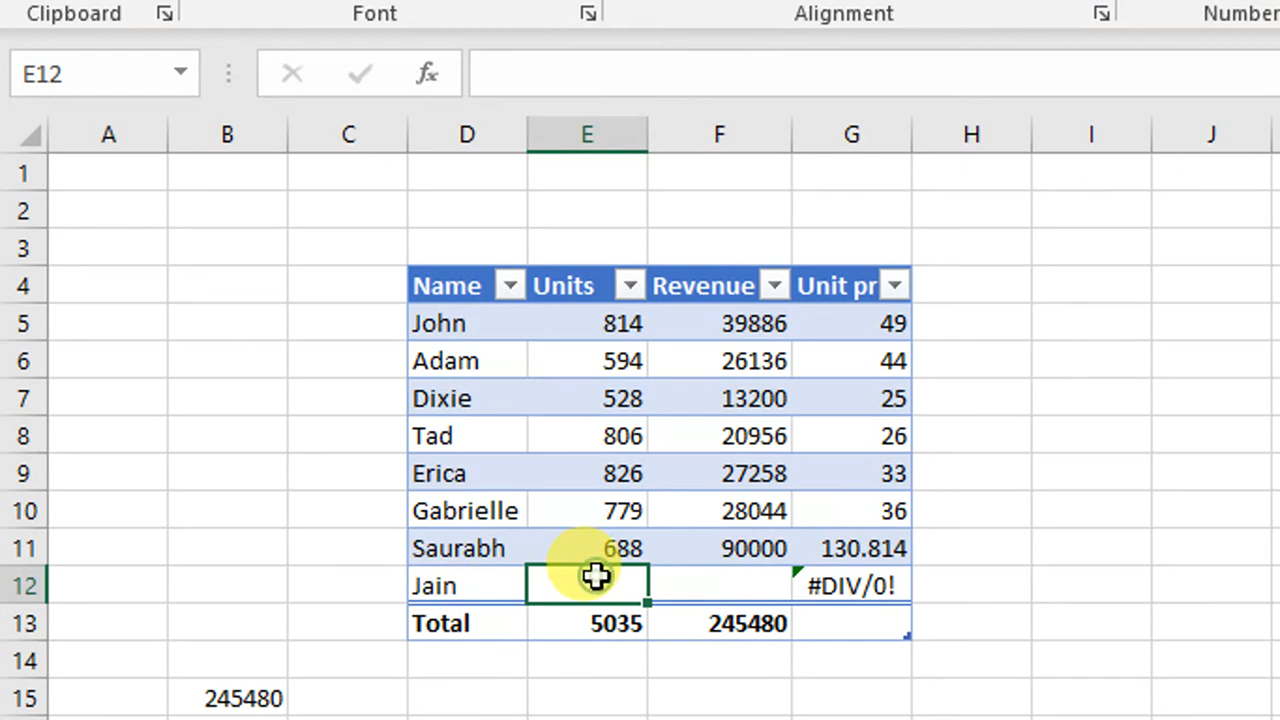 Clipboard Font Alignment Number
E12 fx
A B C D E F G H I J
1
2
3
4 Name Units Revenue Unit pr
5 John 814 39886 49
6 Adam 594 26136 44
7 Dixie 528 13200 25
8 Tad 806 20956 26
9 Erica 826 27258 33
10 Gabrielle 779 28044 36
11 Saurabh 688 90000 130.814
12 Jain #DIV/0!
13 Total 5035 245480
14
15 245480